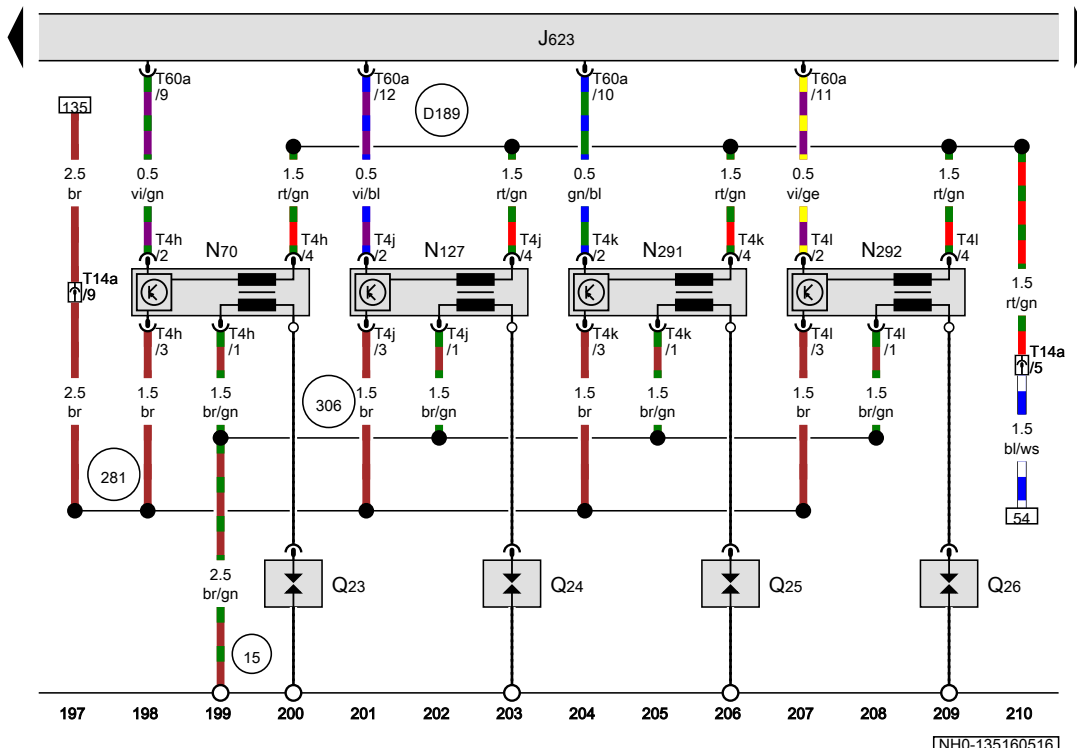 J623
T60a T60a T60a T60a
/9 /12 /10 /11
135
D189
2.5 0.5 1.5 0.5 1.5 0.5 1.5 0.5 1.5
br vi/gn rt/gn vi/bl rt/gn gn/bl rt/gn vi/ge rt/gn
T4h N70 T4h T4j N127 T4j T4k N291 T4k T4l N292 T4l
/2 /4 /2 /4 /2 /4 /2 /4
T14a
/9
1.5
rt/gn
T4h T4h T4j T4j T4k T4k T4l T4l
/3 /1 /3 /1 /3 /1 /3 /1
T14a
/5
2.5 1.5 1.5 306 1.5 1.5 1.5 1.5 1.5 1.5
br br br/gn br br/gn br br/gn br br/gn
1.5
bl/ws
281
54
2.5
br/gn
Q23 Q24 Q25 Q26
15
197 198 199 200 201 202 203 204 205 206 207 208 209 210
NH0-135160516